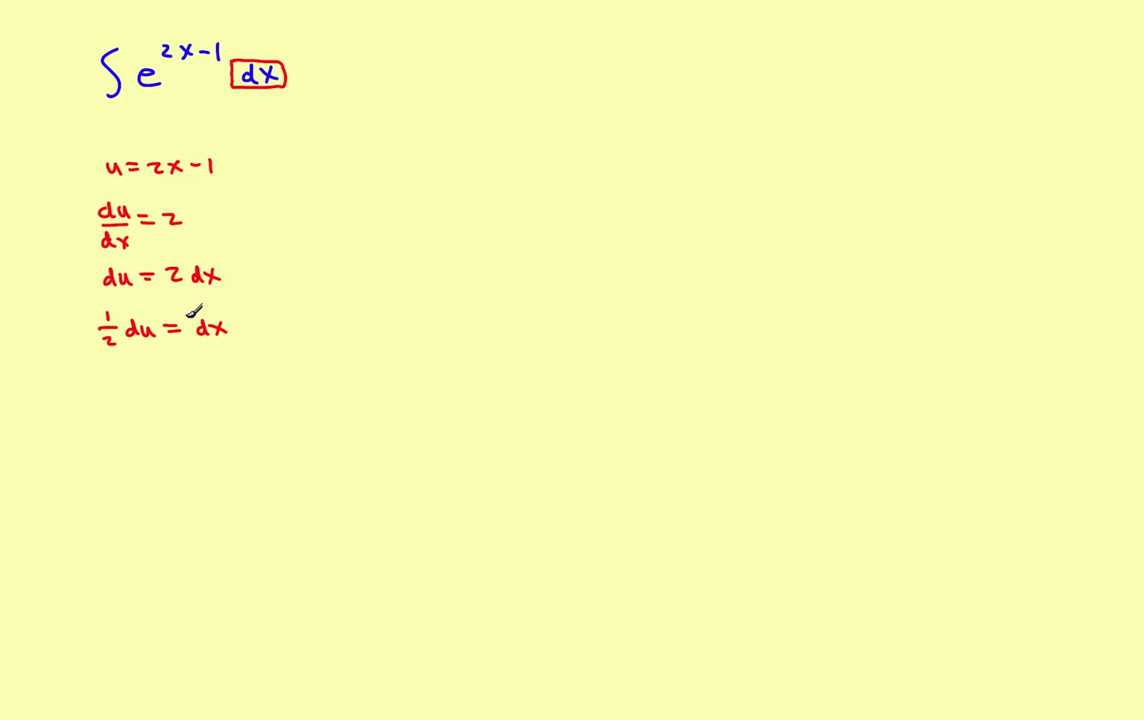 ∫ e^{2x-1} dx
u = 2x - 1
du/dx = 2
du = 2 dx
1/2 du = dx